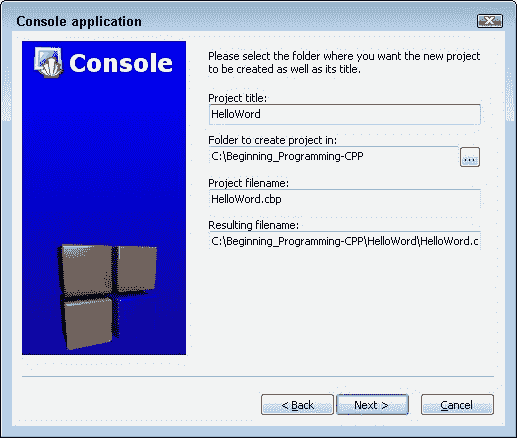 Console application
Console
Please select the folder where you want the new project
to be created as well as its title.
Project title:
HelloWord
Folder to create project in:
C:\Beginning_Programming-CPP
...
Project filename:
HelloWord.cbp
Resulting filename:
C:\Beginning_Programming-CPP\HelloWord\HelloWord.c
< Back
Next >
Cancel